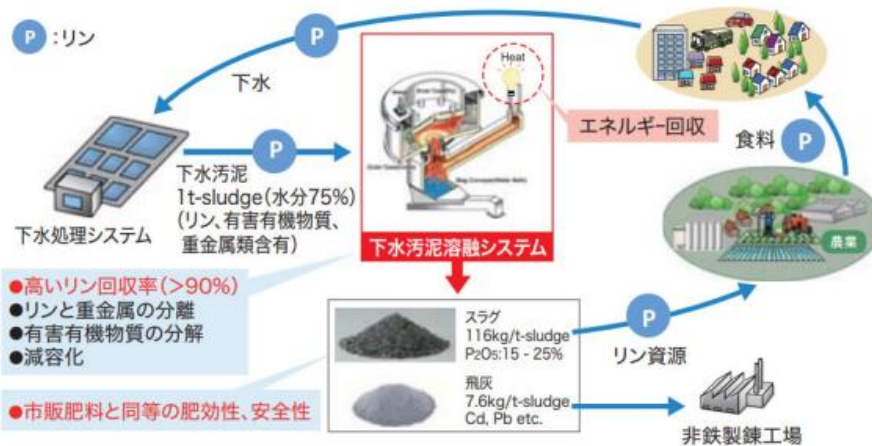 P :リン
P
下水
Heat
エネルギー回収
食料 P
P
下水汚泥
1t-sludge(水分75%)
(リン、有害有機物質、
重金属類含有)
下水処理システム
下水汚泥溶融システム
農業
●高いリン回収率(>90%)
●リンと重金属の分離
●有害有機物質の分解
●減容化
●市販肥料と同等の肥効性、安全性
スラグ
116kg/t-sludge
P2O5:15 - 25%
飛灰
7.6kg/t-sludge
Cd, Pb etc.
P
リン資源
非鉄製錬工場